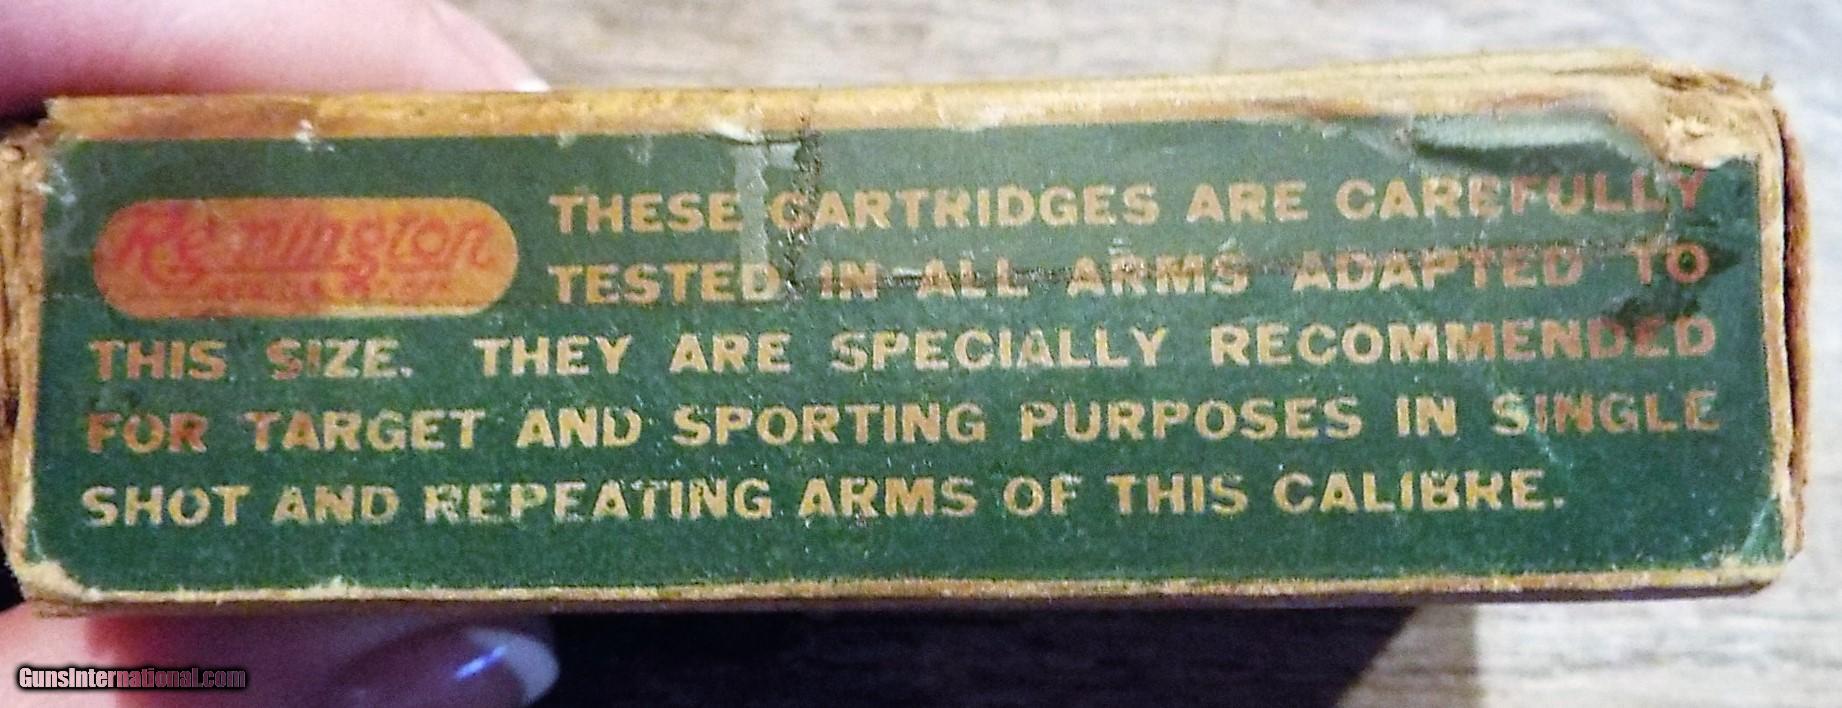 Remington
THESE CARTRIDGES ARE CAREFULLY
TESTED IN ALL ARMS ADAPTED TO
THIS SIZE. THEY ARE SPECIALLY RECOMMENDED
FOR TARGET AND SPORTING PURPOSES IN SINGLE
SHOT AND REPEATING ARMS OF THIS CALIBRE.
GunsInternational.com